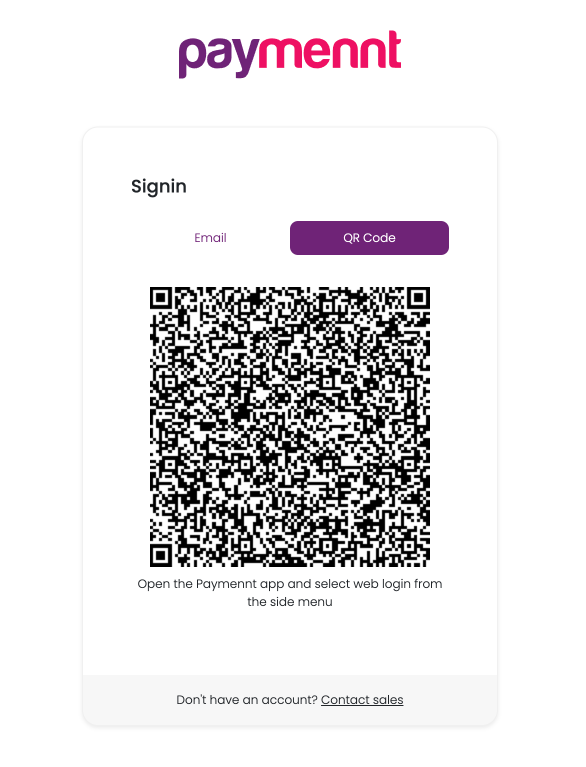 paymennt
Signin
Email
QR Code
Open the Paymennt app and select web login from
the side menu
Don't have an account? Contact sales